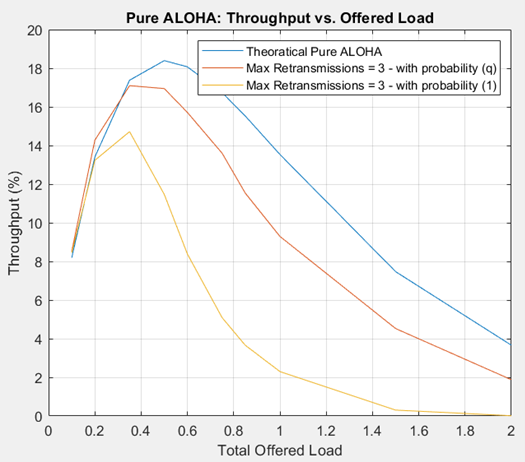 Pure ALOHA: Throughput vs. Offered Load
Theoratical Pure ALOHA
Max Retransmissions = 3 - with probability (q)
Max Retransmissions = 3 - with probability (1)
Throughput (%)
20
18
16
14
12
10
8
6
4
2
0
0 0.2 0.4 0.6 0.8 1 1.2 1.4 1.6 1.8 2
Total Offered Load